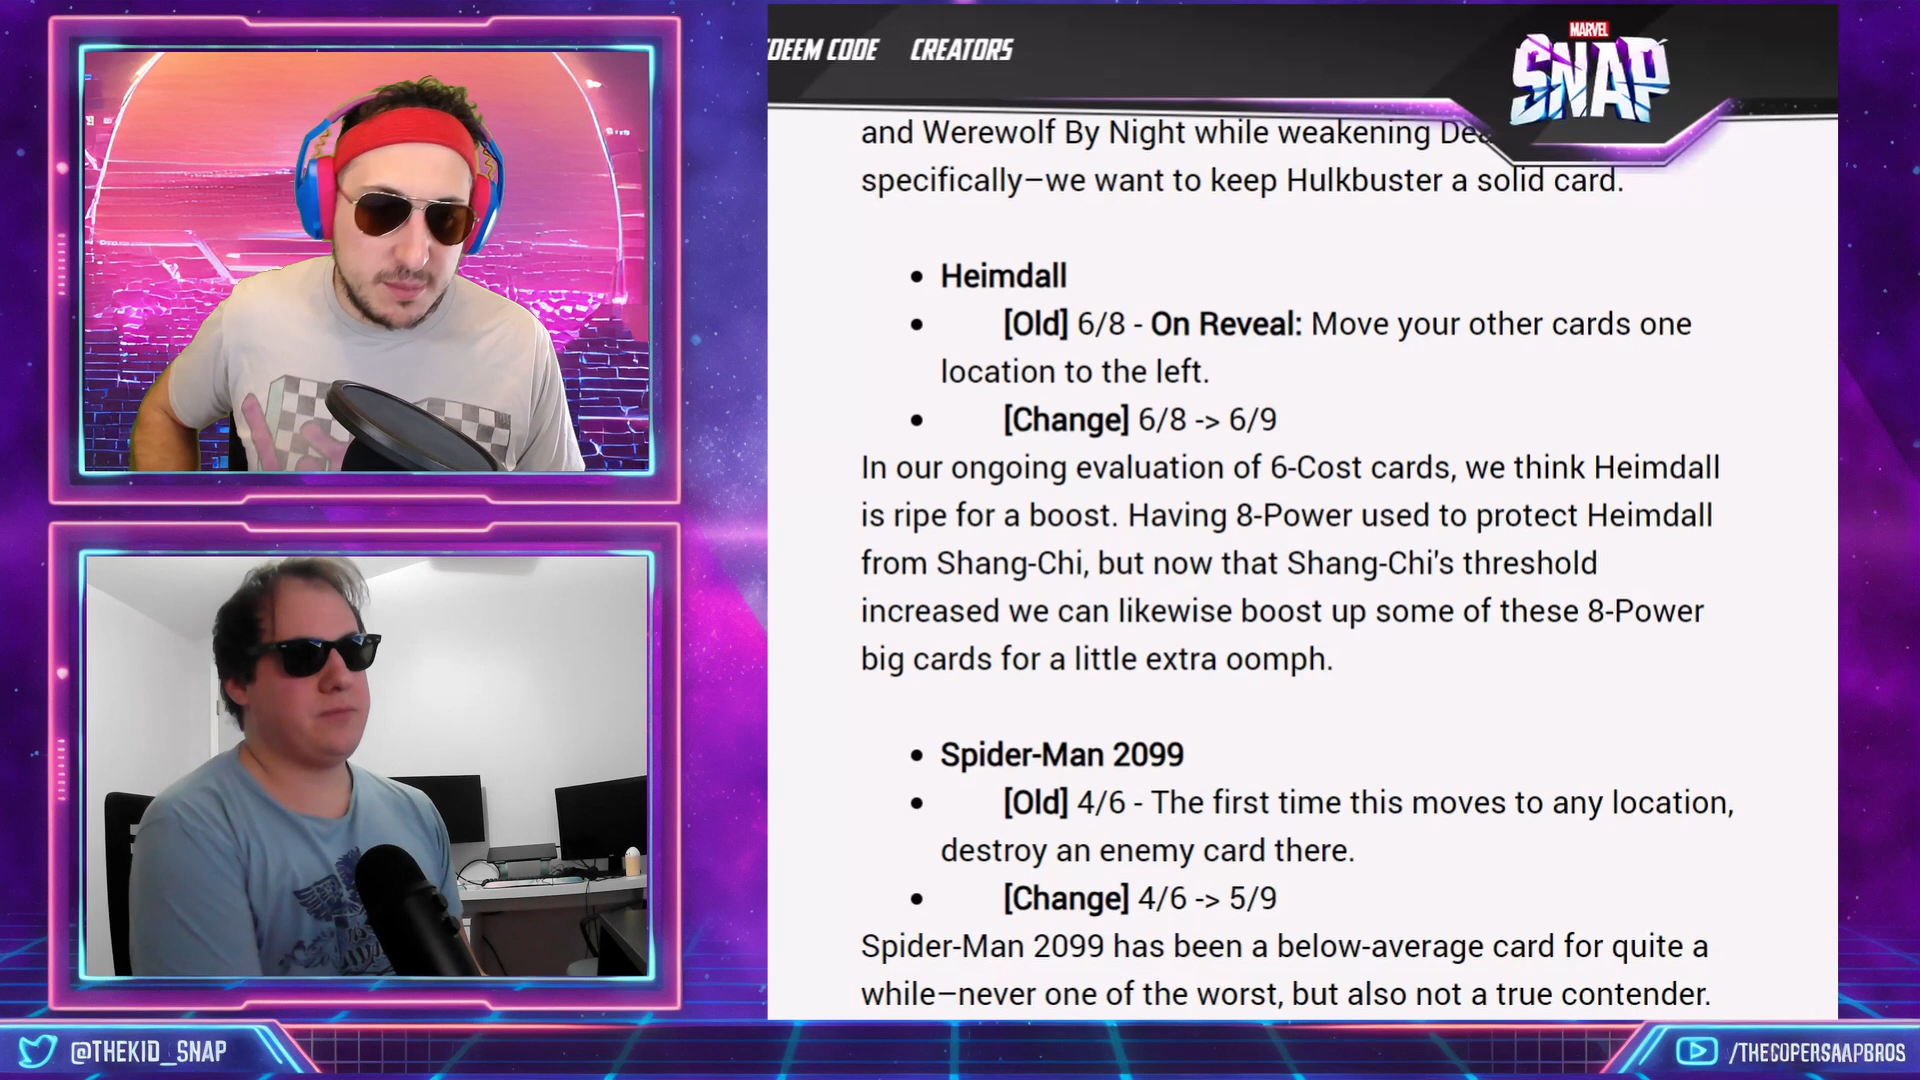 DEEM CODE
CREATORS
MARVEL
SNAP
and Werewolf By Night while weakening
specifically–we want to keep Hulkbuster a solid card.
• Heimdall
• [Old] 6/8 - On Reveal: Move your other cards one
location to the left.
• [Change] 6/8 -> 6/9
In our ongoing evaluation of 6-Cost cards, we think Heimdall
is ripe for a boost. Having 8-Power used to protect Heimdall
from Shang-Chi, but now that Shang-Chi's threshold
increased we can likewise boost up some of these 8-Power
big cards for a little extra oomph.
• Spider-Man 2099
• [Old] 4/6 - The first time this moves to any location,
destroy an enemy card there.
• [Change] 4/6 -> 5/9
Spider-Man 2099 has been a below-average card for quite a
while–never one of the worst, but also not a true contender.
@THEKID_SNAP
/THECOPERSAAPBROS